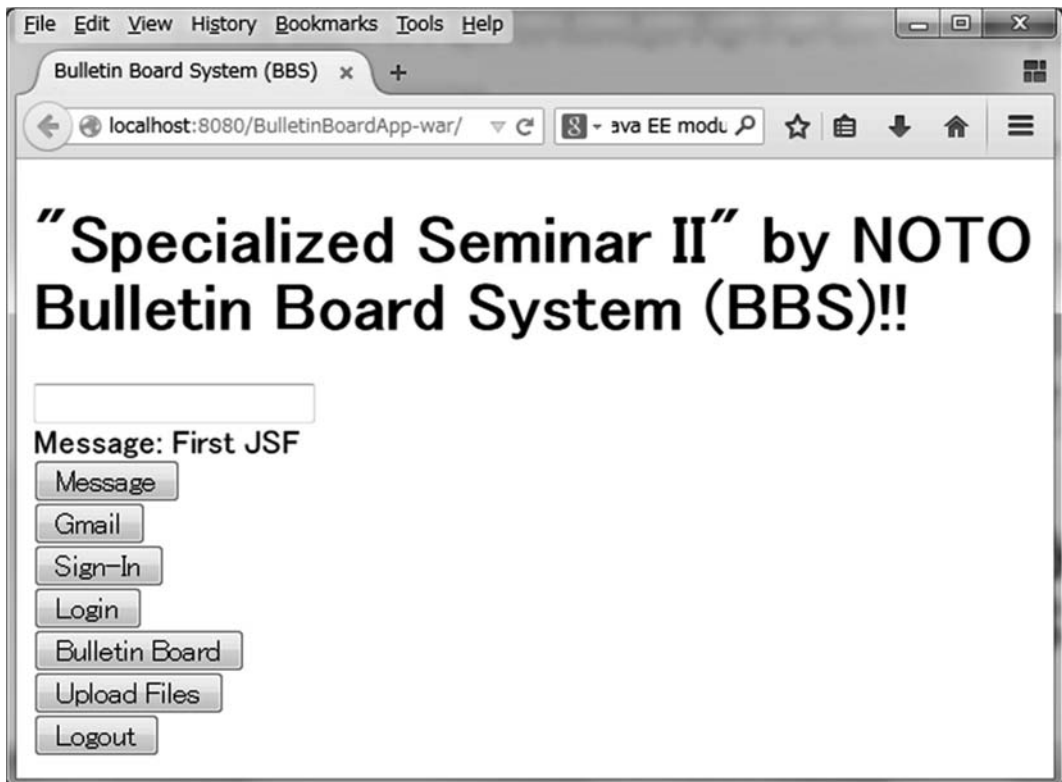 File Edit View History Bookmarks Tools Help
Bulletin Board System (BBS) × +
localhost:8080/BulletinBoardApp-war/ 8 ava EE modu
"Specialized Seminar II" by NOTO
Bulletin Board System (BBS)!!
Message: First JSF
Message
Gmail
Sign-In
Login
Bulletin Board
Upload Files
Logout